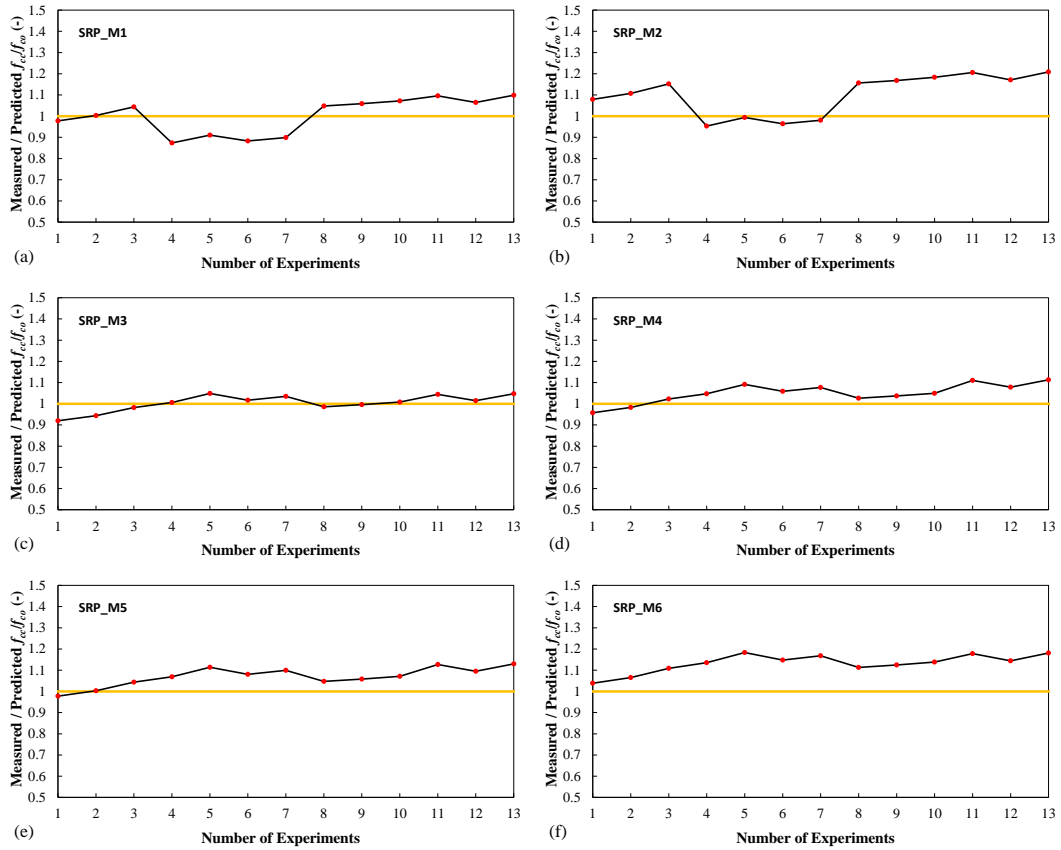 SRP_M1
Measured / Predicted fcc/fco (-)
1.5
1.4
1.3
1.2
1.1
1
0.9
0.8
0.7
0.6
0.5
1 2 3 4 5 6 7 8 9 10 11 12 13
(a)
Number of Experiments
SRP_M2
Measured / Predicted fcc/fco (-)
1.5
1.4
1.3
1.2
1.1
1
0.9
0.8
0.7
0.6
0.5
1 2 3 4 5 6 7 8 9 10 11 12 13
(b)
Number of Experiments
SRP_M3
Measured / Predicted fcc/fco (-)
1.5
1.4
1.3
1.2
1.1
1
0.9
0.8
0.7
0.6
0.5
1 2 3 4 5 6 7 8 9 10 11 12 13
(c)
Number of Experiments
SRP_M4
Measured / Predicted fcc/fco (-)
1.5
1.4
1.3
1.2
1.1
1
0.9
0.8
0.7
0.6
0.5
1 2 3 4 5 6 7 8 9 10 11 12 13
(d)
Number of Experiments
SRP_M5
Measured / Predicted fcc/fco (-)
1.5
1.4
1.3
1.2
1.1
1
0.9
0.8
0.7
0.6
0.5
1 2 3 4 5 6 7 8 9 10 11 12 13
(e)
Number of Experiments
SRP_M6
Measured / Predicted fcc/fco (-)
1.5
1.4
1.3
1.2
1.1
1
0.9
0.8
0.7
0.6
0.5
1 2 3 4 5 6 7 8 9 10 11 12 13
(f)
Number of Experiments